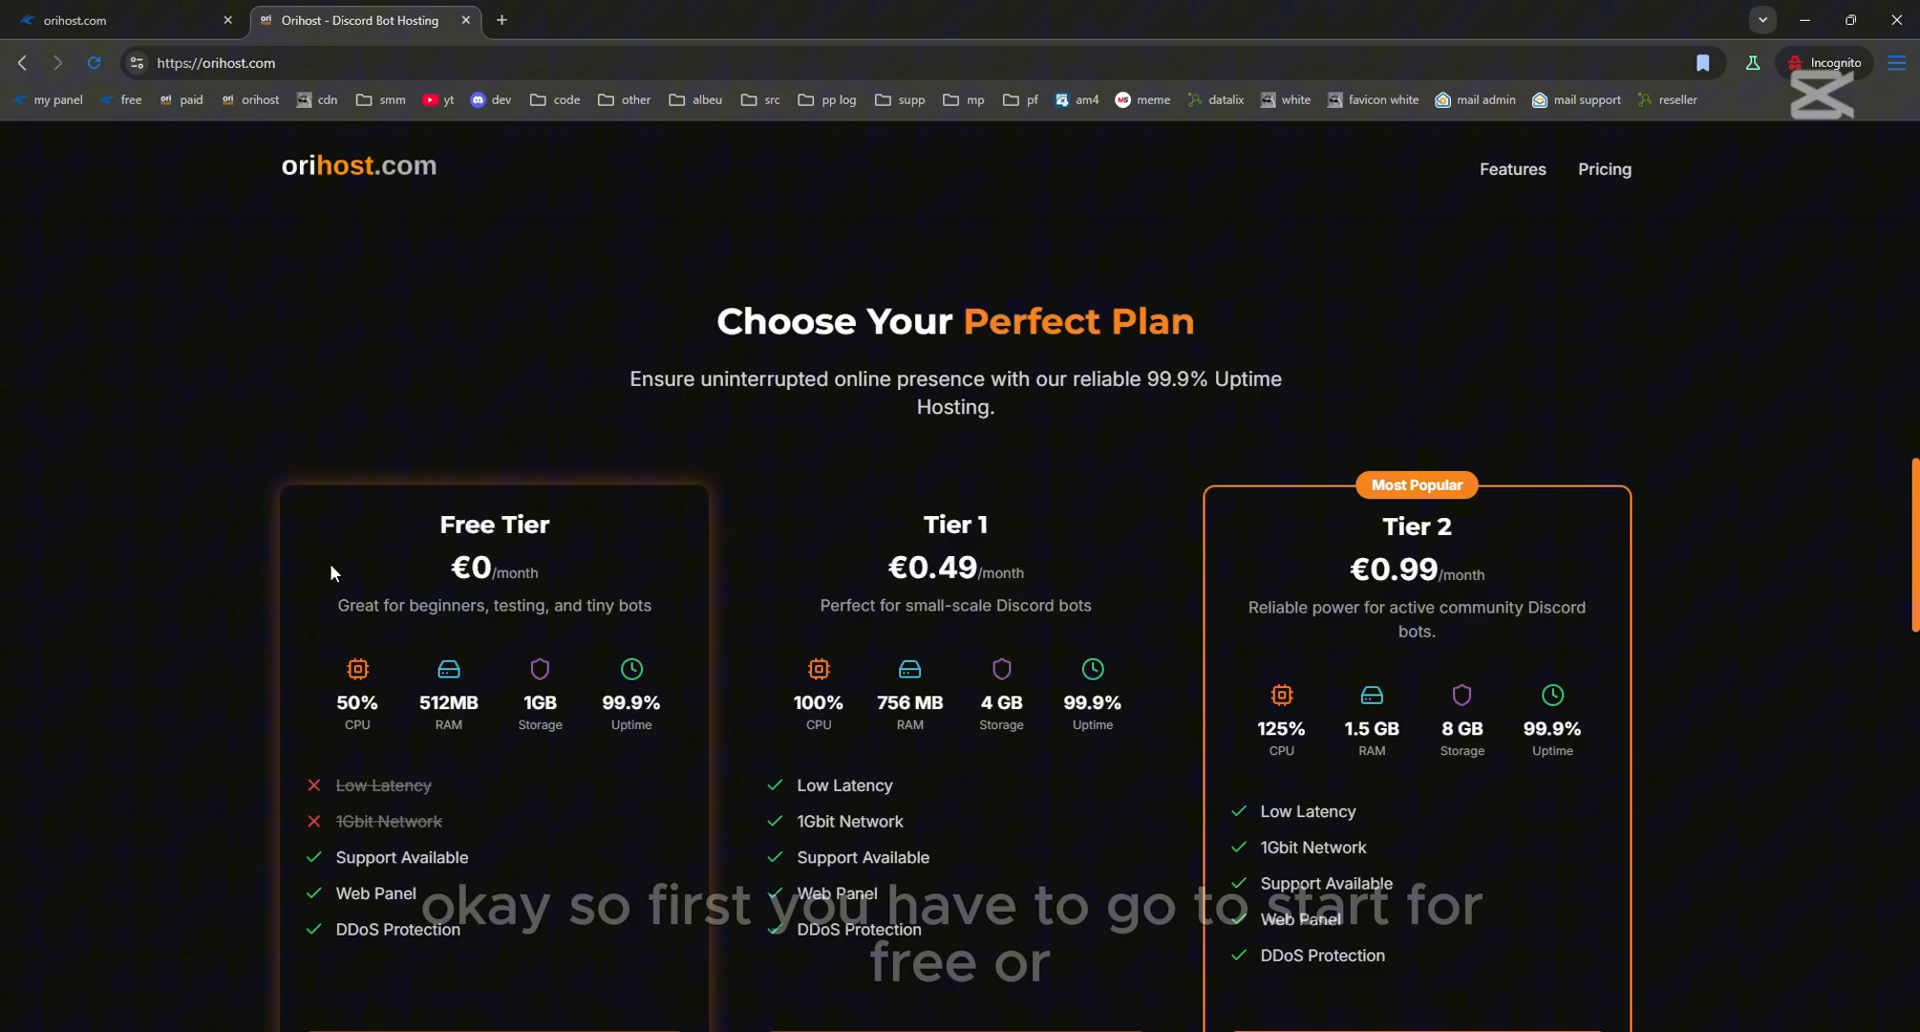 orihost.com
Orihost - Discord Bot Hosting
https://orihost.com
Incognito
my panel
free
paid
orihost
cdn
smm
yt
dev
code
other
albeu
src
pp log
supp
mp
pf
am4
meme
datalix
white
favicon white
mail admin
mail support
reseller
orihost.com
Features
Pricing
Choose Your Perfect Plan
Ensure uninterrupted online presence with our reliable 99.9% Uptime
Hosting.
Free Tier
€0/month
Great for beginners, testing, and tiny bots
50%
CPU
512MB
RAM
1GB
Storage
99.9%
Uptime
Low Latency
1Gbit Network
Support Available
Web Panel
DDoS Protection
Tier 1
€0.49/month
Perfect for small-scale Discord bots
100%
CPU
756 MB
RAM
4 GB
Storage
99.9%
Uptime
Low Latency
1Gbit Network
Support Available
Web Panel
DDoS Protection
Most Popular
Tier 2
€0.99/month
Reliable power for active community Discord
bots.
125%
CPU
1.5 GB
RAM
8 GB
Storage
99.9%
Uptime
Low Latency
1Gbit Network
Support Available
Web Panel
DDoS Protection
okay so first you have to go to start for
free or